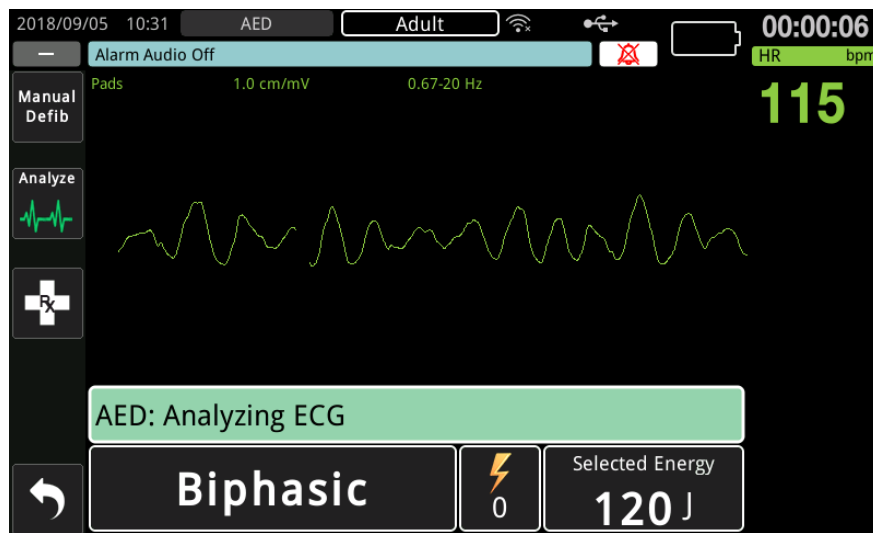 2018/09/05 10:31 AED Adult 00:00:06
— Alarm Audio Off HR bpm
Pads 1.0 cm/mV 0.67-20 Hz 115
Manual
Defib
Analyze
Rx
AED: Analyzing ECG
Biphasic
0
Selected Energy
120 J